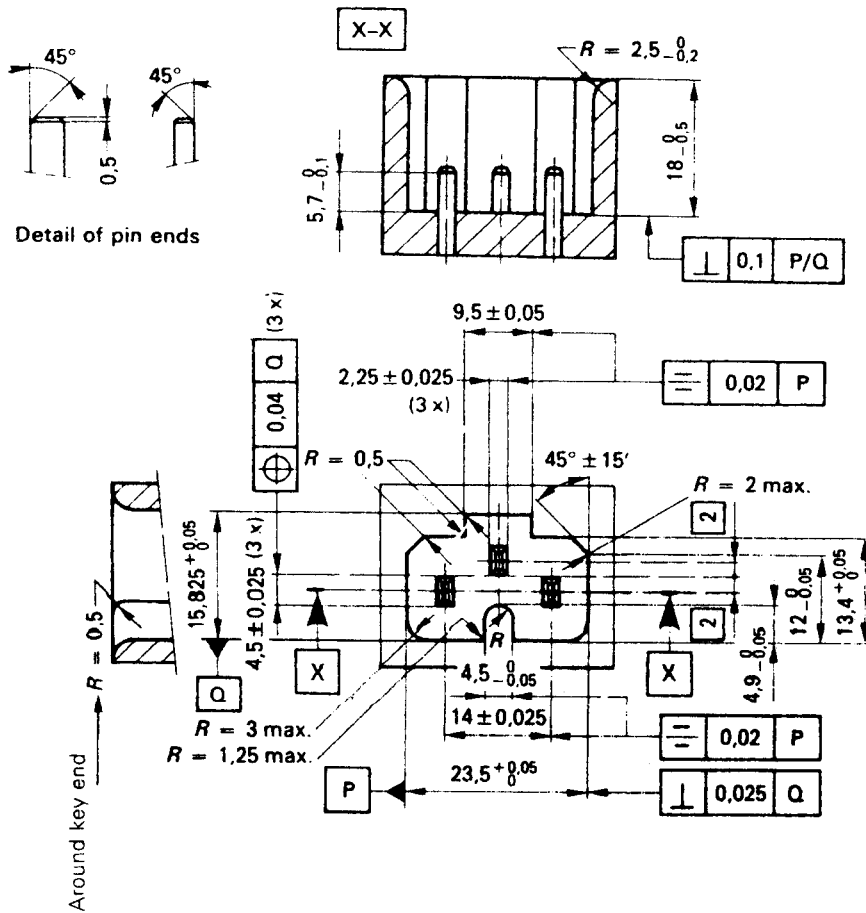 X–X
45°
45°
0,5
Detail of pin ends
R = 2,5 0 −0,2
5,7 0 −0,1
18 0 −0,5
⊥ 0,1 P/Q
9,5 ± 0,05
2,25 ± 0,025
(3 x)
⌯ 0,02 P
⌖ 0,04 Q (3 x)
R = 0,5
45° ± 15′
R = 2 max.
2
15,825 +0,05 0
4,5 ± 0,025 (3 x)
12 0 −0,05
13,4 +0,05 0
R = 0,5
R
2
4,9 0 −0,05
X
X
Q
4,5 0 −0,05
R = 3 max.
14 ± 0,025
R = 1,25 max.
⌯ 0,02 P
P
23,5 +0,05 0
⊥ 0,025 Q
Around key end